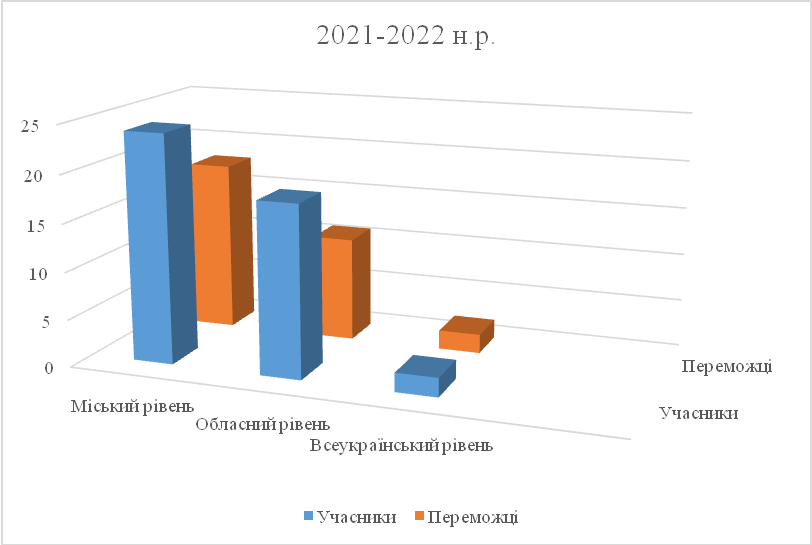 2021-2022 н.р.
25
20
15
10
5
0
Міський рівень
Обласний рівень
Всеукраїнський рівень
Переможці
Учасники
Учасники Переможці